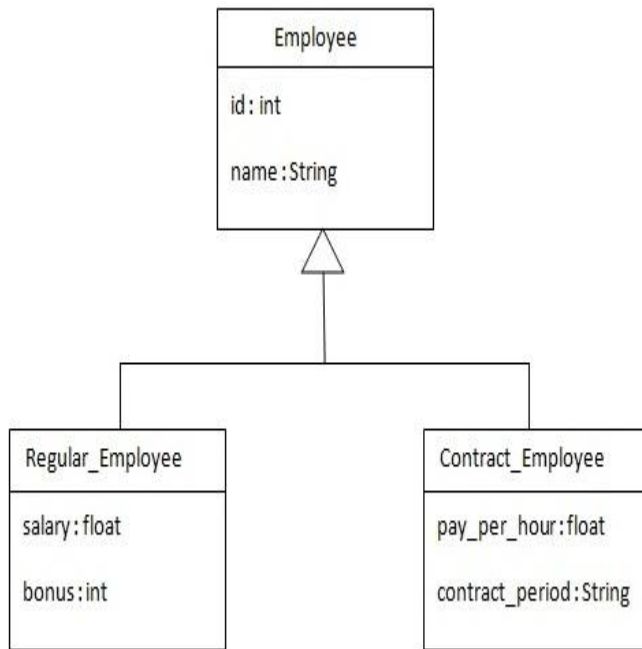 Employee
id: int
name:String
Regular_Employee
salary:float
bonus:int
Contract_Employee
pay_per_hour:float
contract_period:String